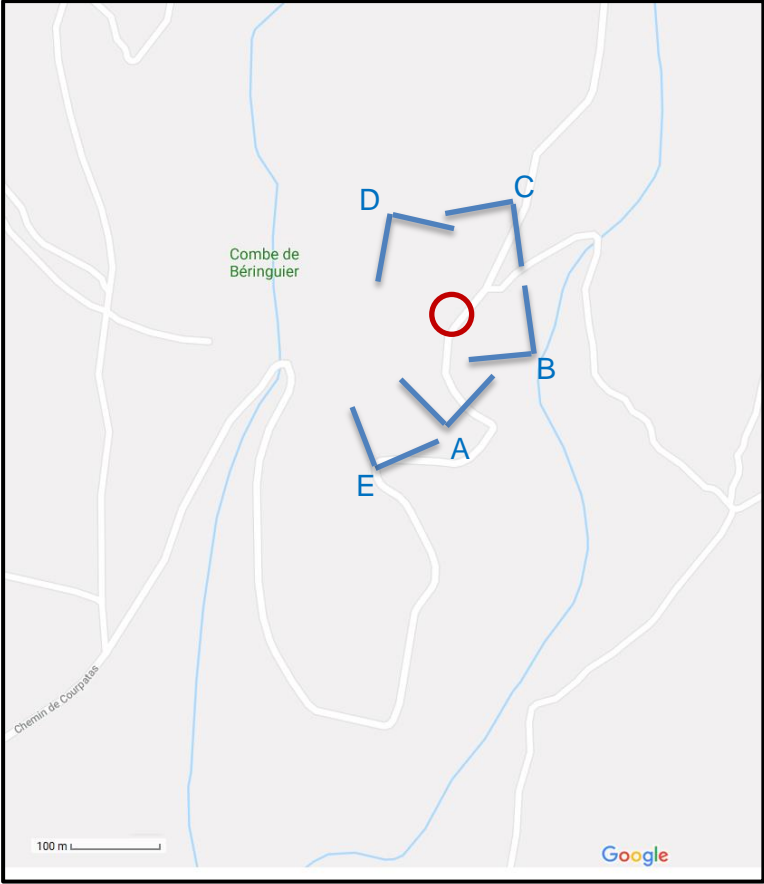 C
D
Combe de
Béringuier
B
A
E
Chemin de Courpatas
100 m
Google